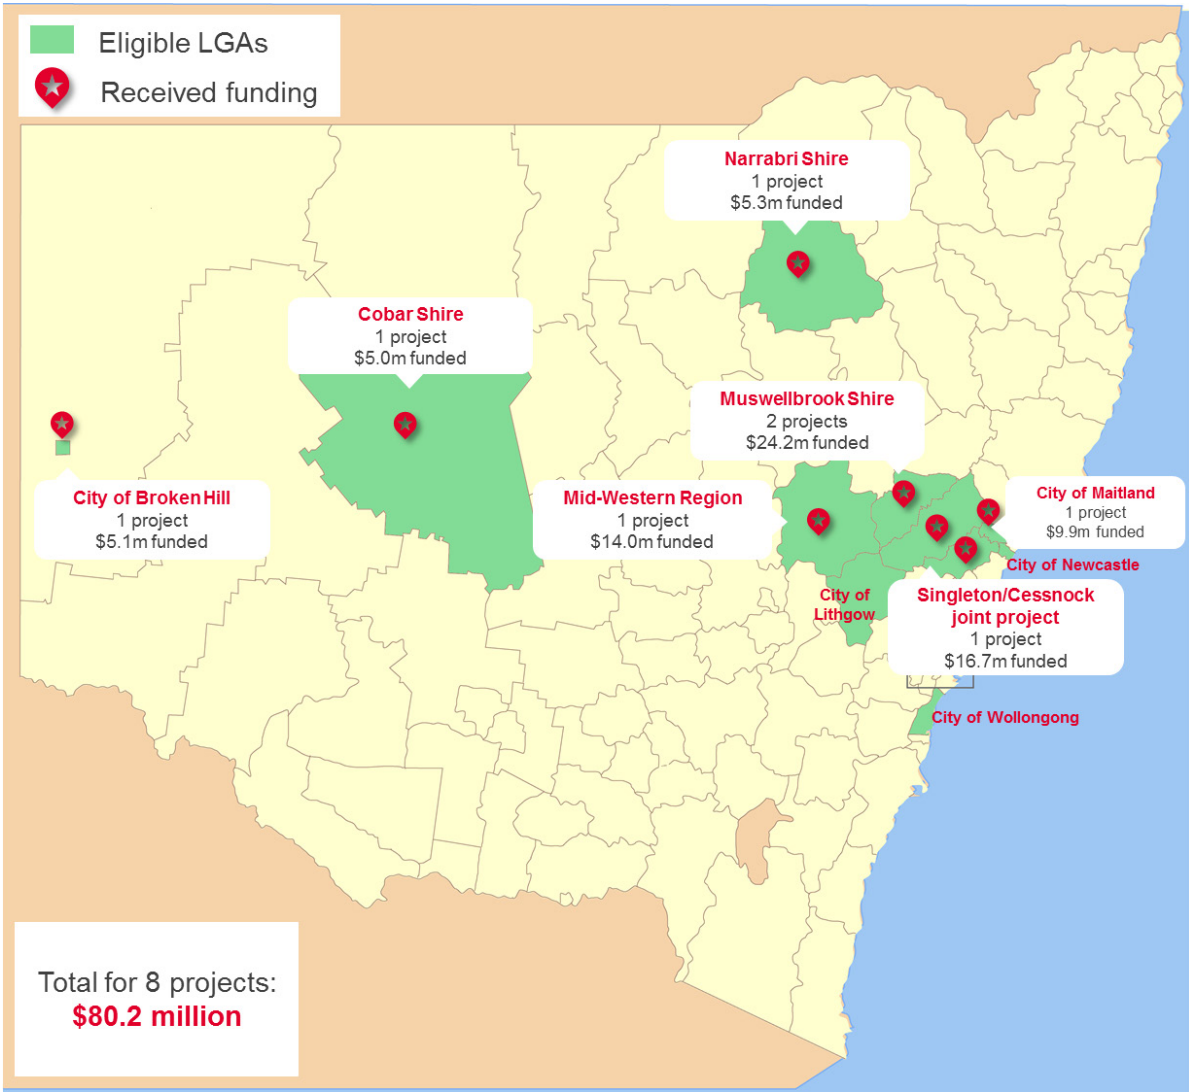 Eligible LGAs
Received funding
Narrabri Shire
1 project
$5.3m funded
Cobar Shire
1 project
$5.0m funded
Muswellbrook Shire
2 projects
$24.2m funded
City of Broken Hill
1 project
$5.1m funded
Mid-Western Region
1 project
$14.0m funded
City of Maitland
1 project
$9.9m funded
City of Newcastle
City of
Lithgow
Singleton/Cessnock
joint project
1 project
$16.7m funded
City of Wollongong
Total for 8 projects:
$80.2 million